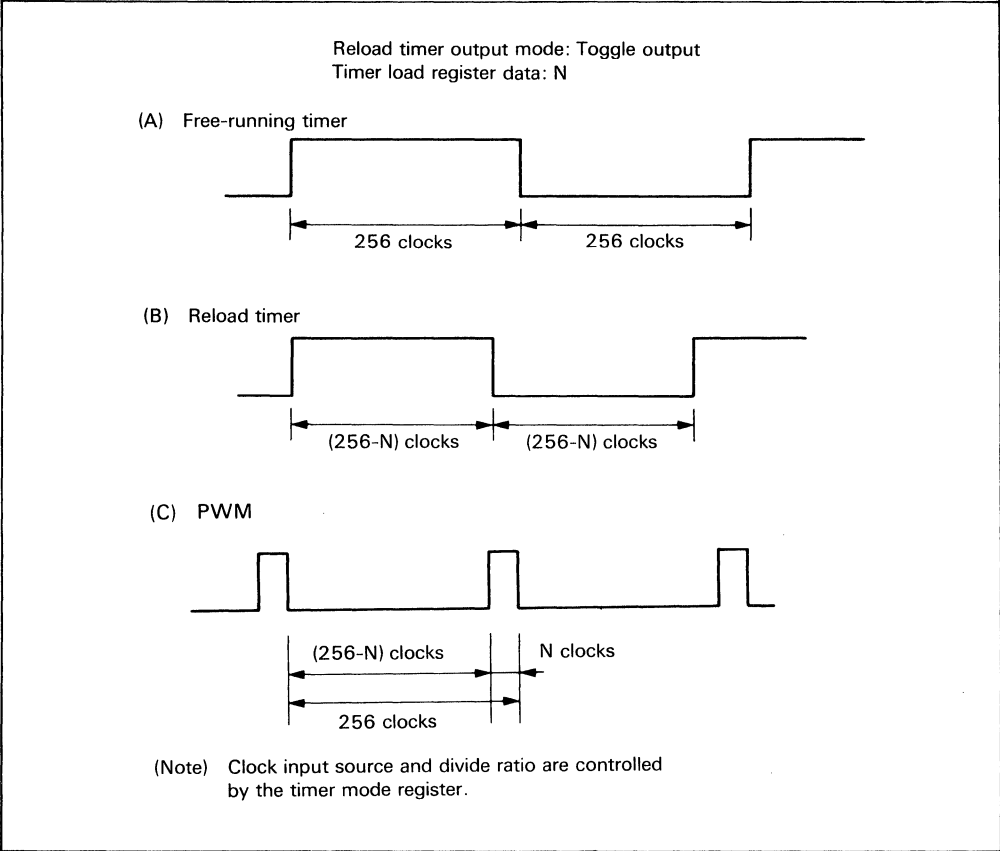 Reload timer output mode: Toggle output
Timer load register data: N
(A) Free-running timer
256 clocks 256 clocks
(B) Reload timer
(256-N) clocks (256-N) clocks
(C) PWM
(256-N) clocks N clocks
256 clocks
(Note) Clock input source and divide ratio are controlled
by the timer mode register.